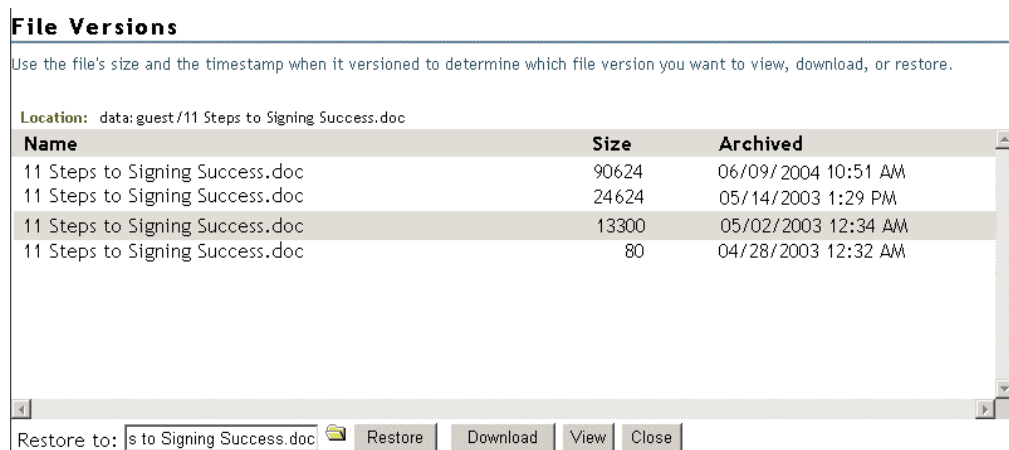 File Versions
Use the file's size and the timestamp when it versioned to determine which file version you want to view, download, or restore.
Location: data:guest/11 Steps to Signing Success.doc
Name Size Archived
11 Steps to Signing Success.doc 90624 06/09/2004 10:51 AM
11 Steps to Signing Success.doc 24624 05/14/2003 1:29 PM
11 Steps to Signing Success.doc 13300 05/02/2003 12:34 AM
11 Steps to Signing Success.doc 80 04/28/2003 12:32 AM
Restore to: s to Signing Success.doc Restore Download View Close